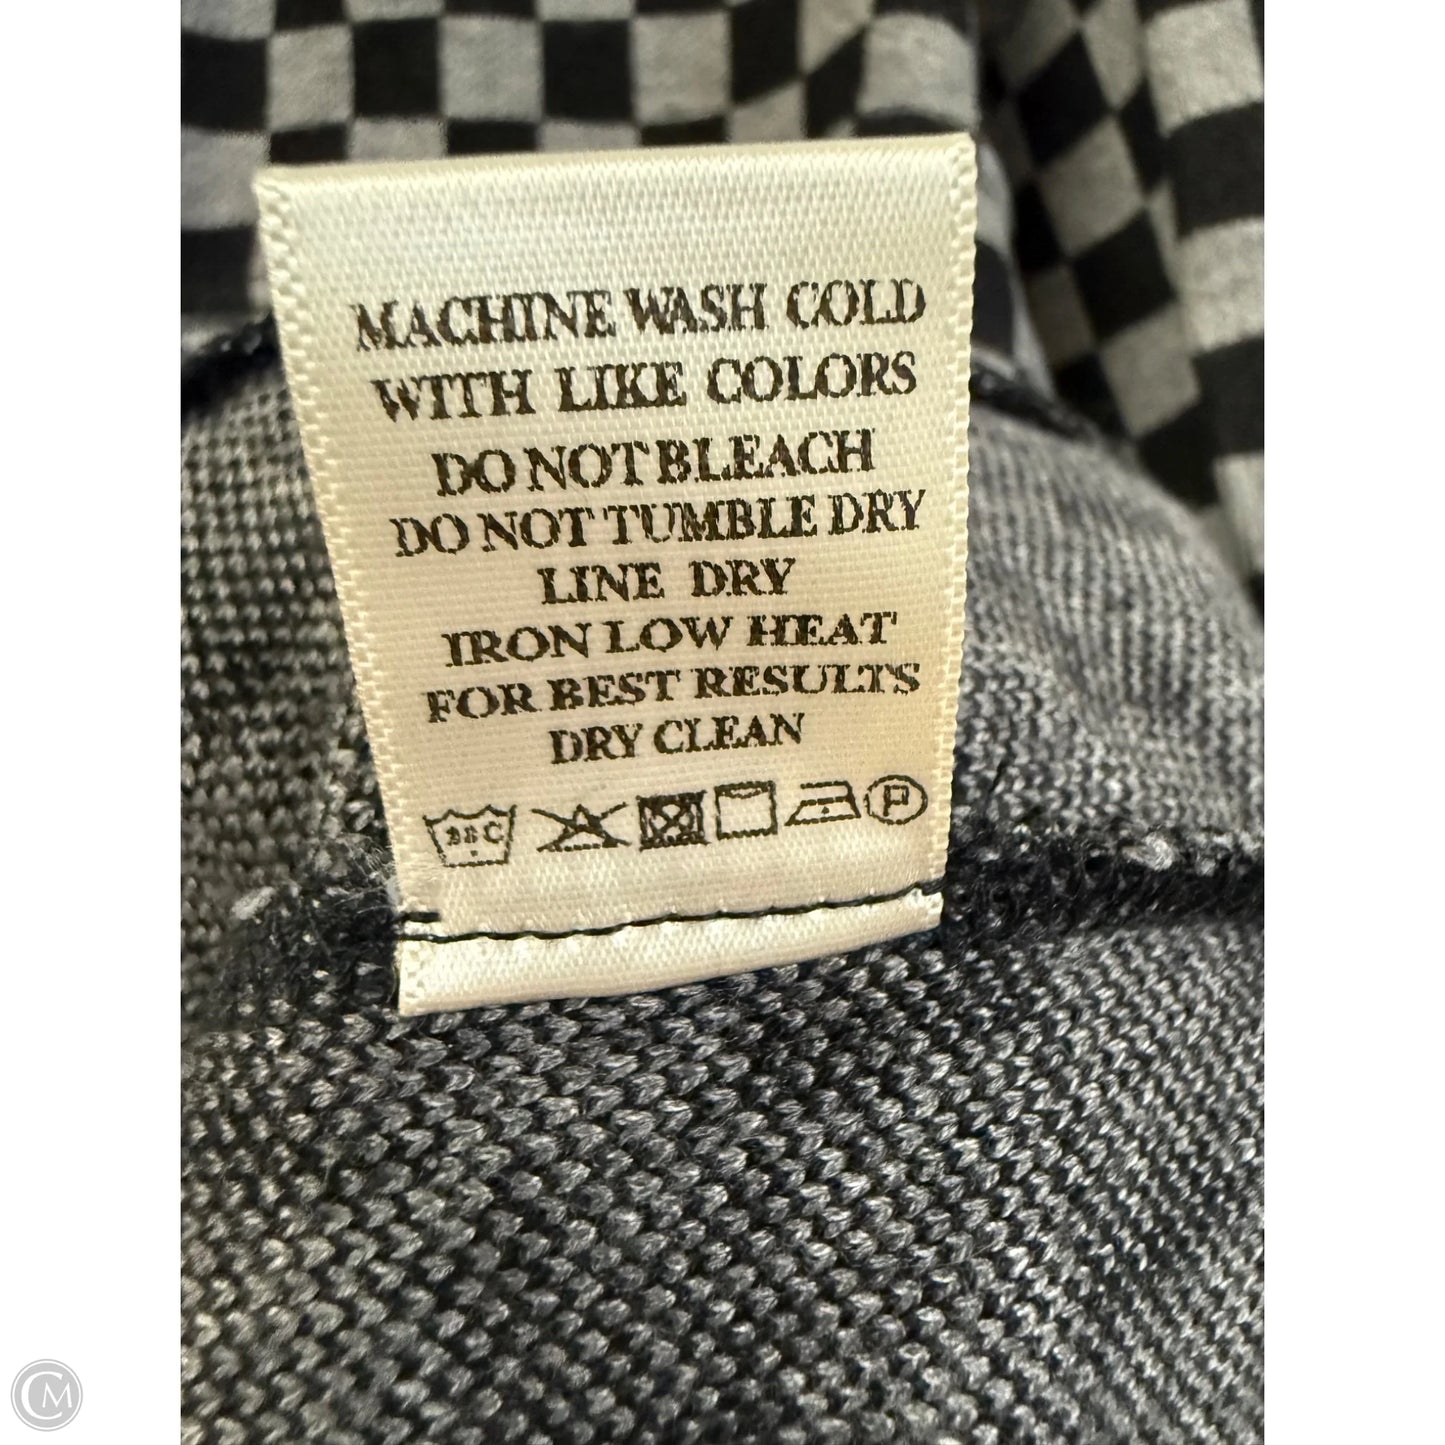 MACHINE WASH COLD
WITH LIKE COLORS
DO NOT BLEACH
DO NOT TUMBLE DRY
LINE DRY
IRON LOW HEAT
FOR BEST RESULTS
DRY CLEAN
P
CM